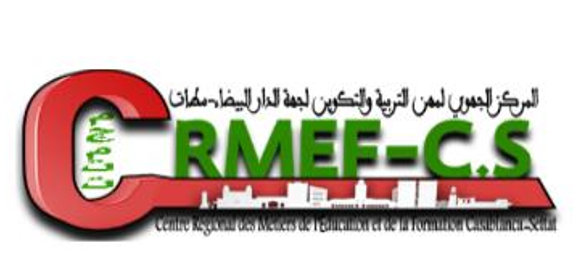 المركز الجهوي لمهن التربية والتكوين لجهة الدار البيضاء-سطات
CRMEF-C.S
Centre Régional des Métiers de l'Education et de la Formation Casablanca-Settat